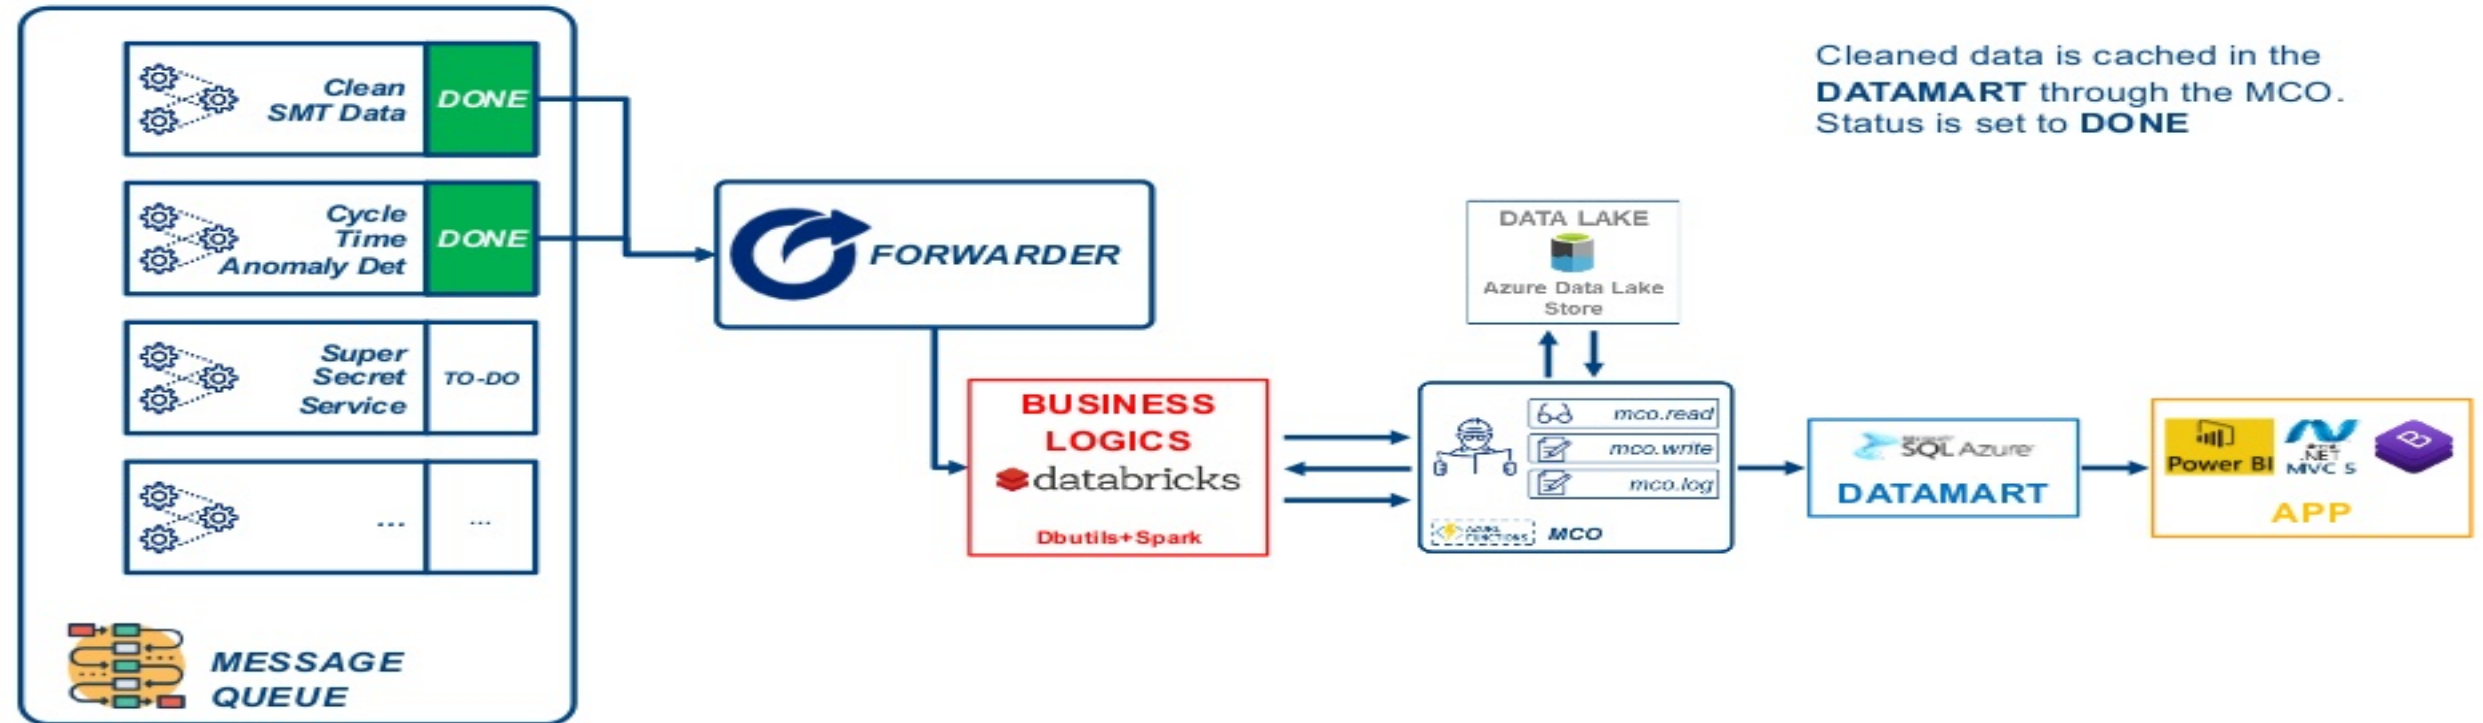 Clean
SMT Data
DONE
Cycle
Time
Anomaly Det
DONE
Super
Secret
Service
TO-DO
...
...
MESSAGE
QUEUE
FORWARDER
BUSINESS
LOGICS
databricks
Dbutils+Spark
DATA LAKE
Azure Data Lake
Store
mco.read
mco.write
mco.log
AZURE
FUNCTIONS
MCO
Cleaned data is cached in the
DATAMART through the MCO.
Status is set to DONE
SQL Azure
DATAMART
Power BI
.NET
MVC 5
B
APP